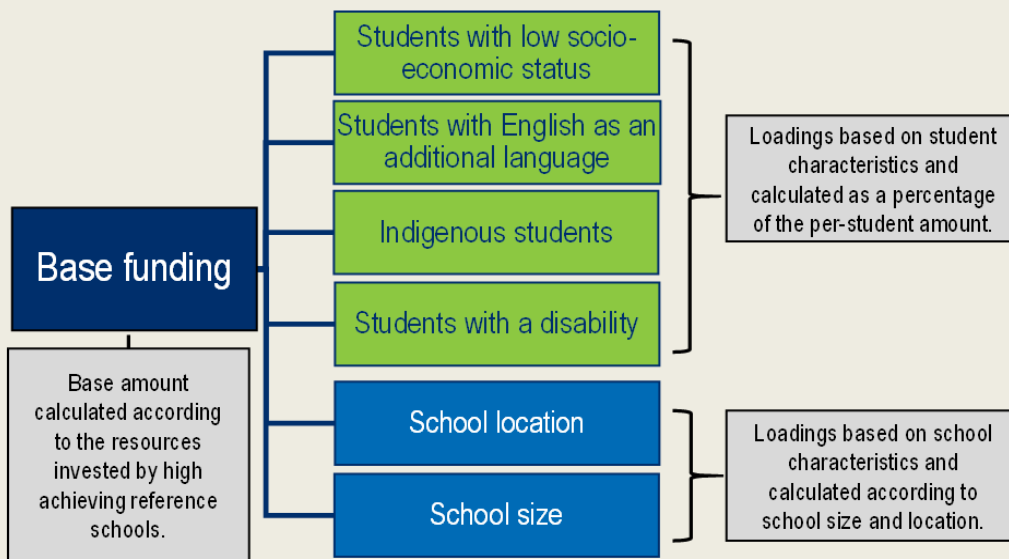 Base funding
Base amount
calculated according
to the resources
invested by high
achieving reference
schools.
Students with low socio-
economic status
Students with English as an
additional language
Indigenous students
Students with a disability
School location
School size
Loadings based on student
characteristics and
calculated as a percentage
of the per-student amount.
Loadings based on school
characteristics and
calculated according to
school size and location.